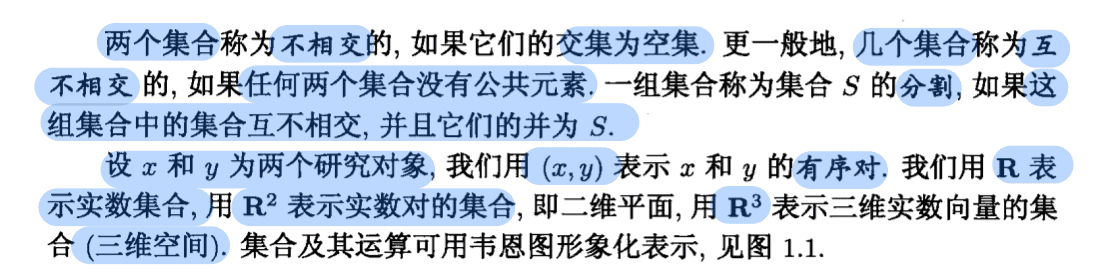 两个集合称为不相交的, 如果它们的交集为空集. 更一般地, 几个集合称为互
不相交的, 如果任何两个集合没有公共元素. 一组集合称为集合 S 的分割, 如果这
组集合中的集合互不相交, 并且它们的并为 S.
设 x 和 y 为两个研究对象, 我们用 (x, y) 表示 x 和 y 的有序对. 我们用 R 表
示实数集合, 用 R² 表示实数对的集合, 即二维平面, 用 R³ 表示三维实数向量的集
合 (三维空间). 集合及其运算可用韦恩图形象化表示, 见图 1.1.